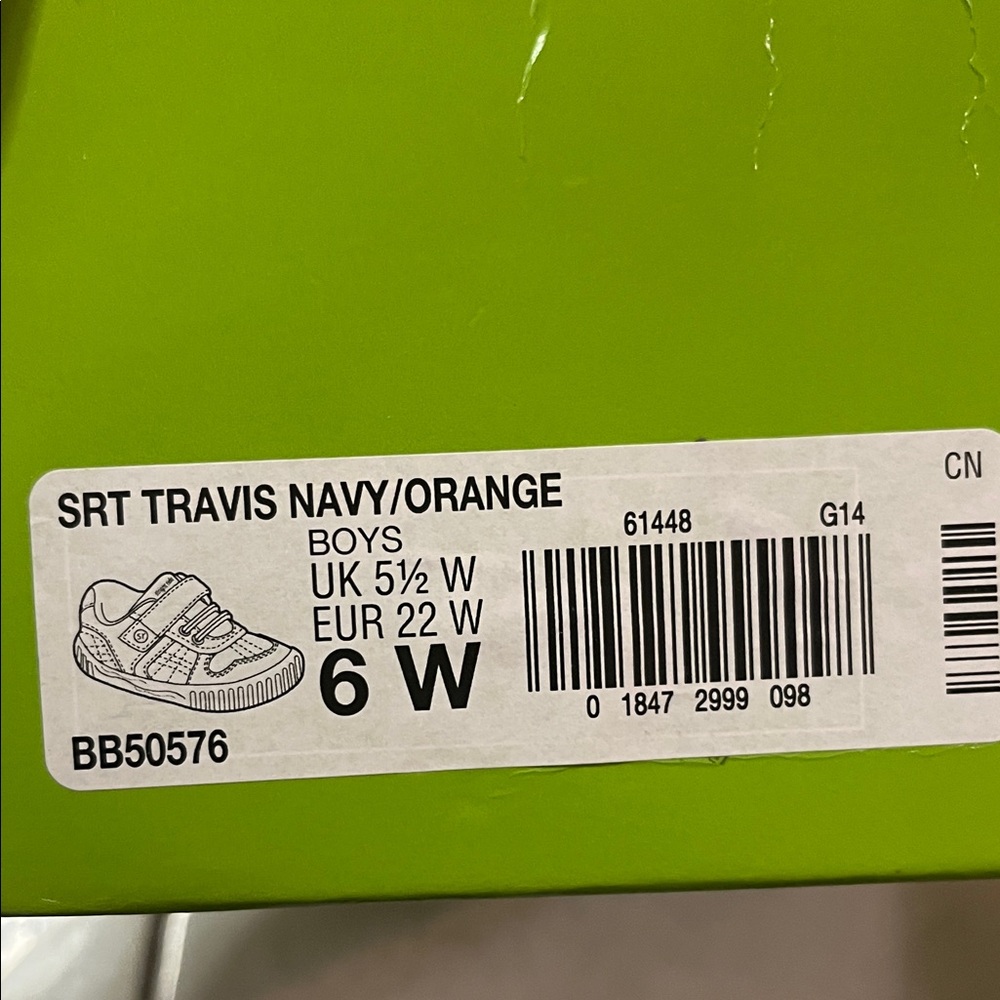 SRT TRAVIS NAVY/ORANGE
BOYS
UK 5½ W
EUR 22 W
6 W
BB50576
61448
G14
0 1847 2999 098
CN